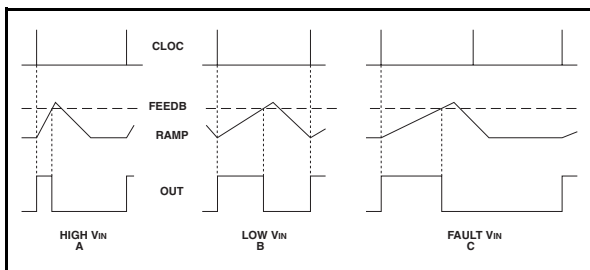 CLOC
FEEDB
RAMP
OUT
HIGH VIN
A
LOW VIN
B
FAULT VIN
C